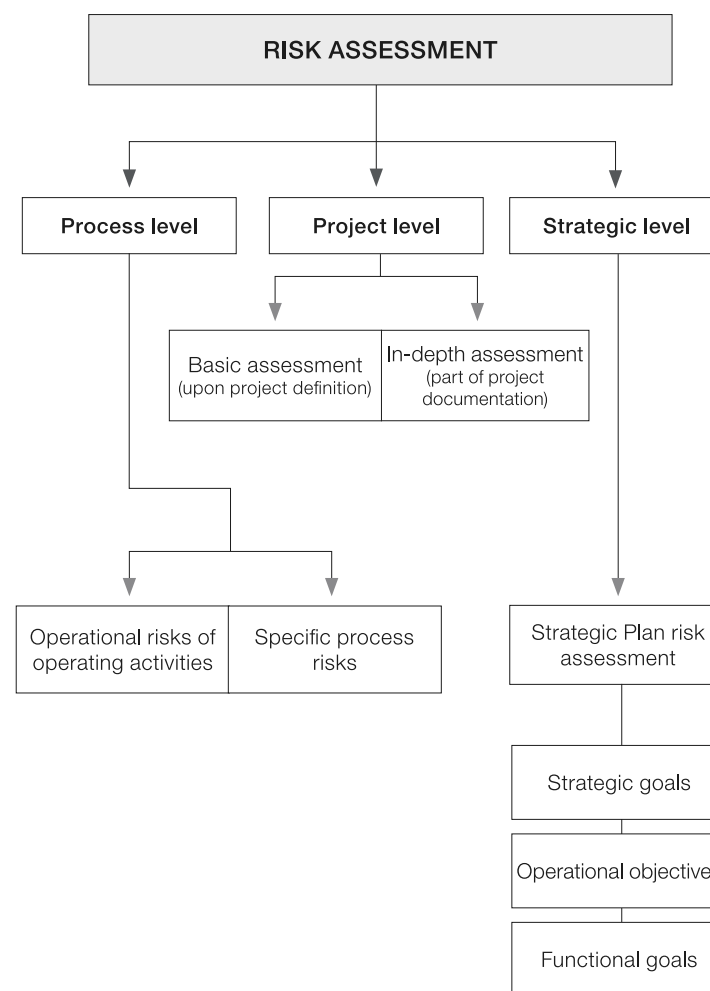 RISK ASSESSMENT
Process level
Project level
Strategic level
Basic assessment
(upon project definition)
In-depth assessment
(part of project
documentation)
Operational risks of
operating activities
Specific process
risks
Strategic Plan risk
assessment
Strategic goals
Operational objective
Functional goals